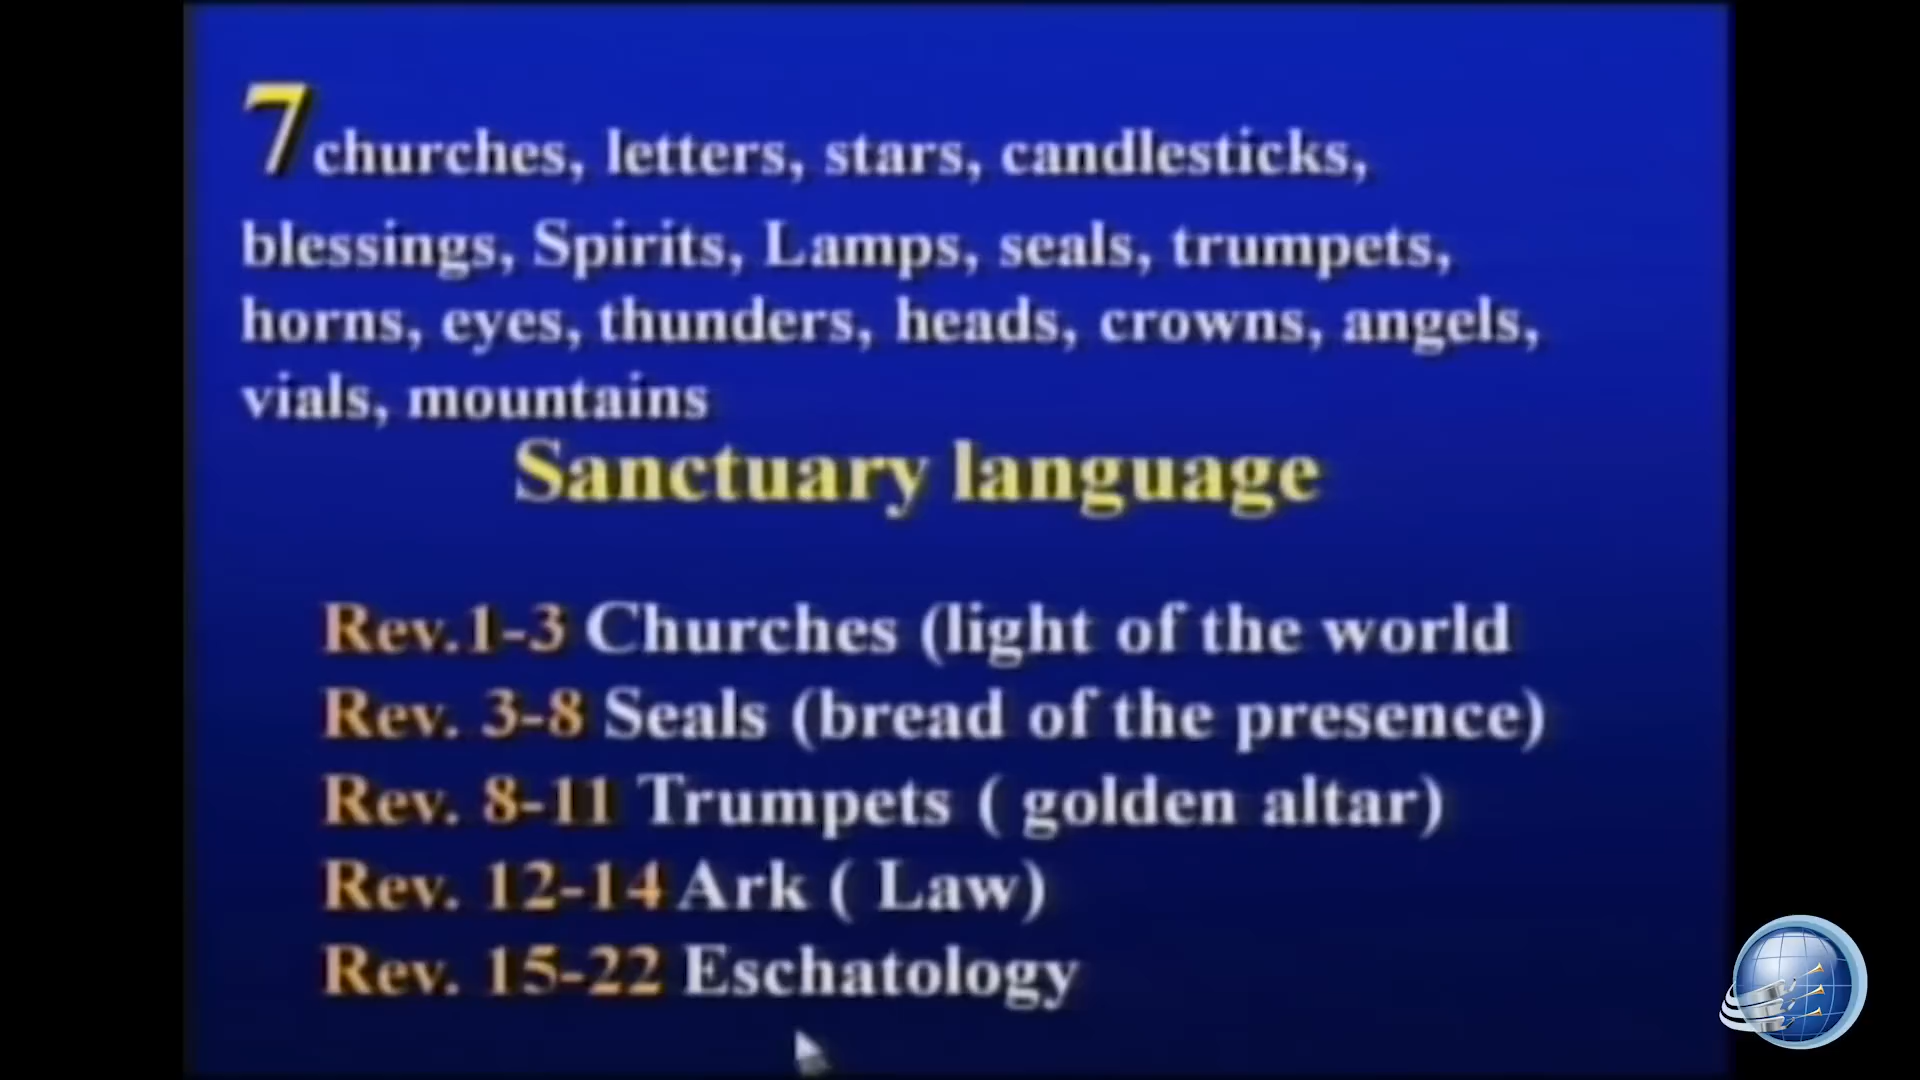 7 churches, letters, stars, candlesticks,
blessings, Spirits, Lamps, seals, trumpets,
horns, eyes, thunders, heads, crowns, angels,
vials, mountains
Sanctuary language
Rev.1-3 Churches (light of the world
Rev. 3-8 Seals (bread of the presence)
Rev. 8-11 Trumpets ( golden altar)
Rev. 12-14 Ark ( Law)
Rev. 15-22 Eschatology